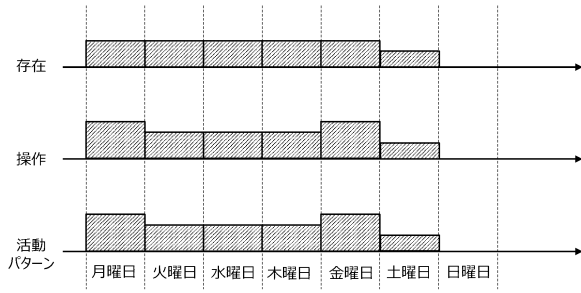 存在
操作
活動
パターン
月曜日 火曜日 水曜日 木曜日 金曜日 土曜日 日曜日